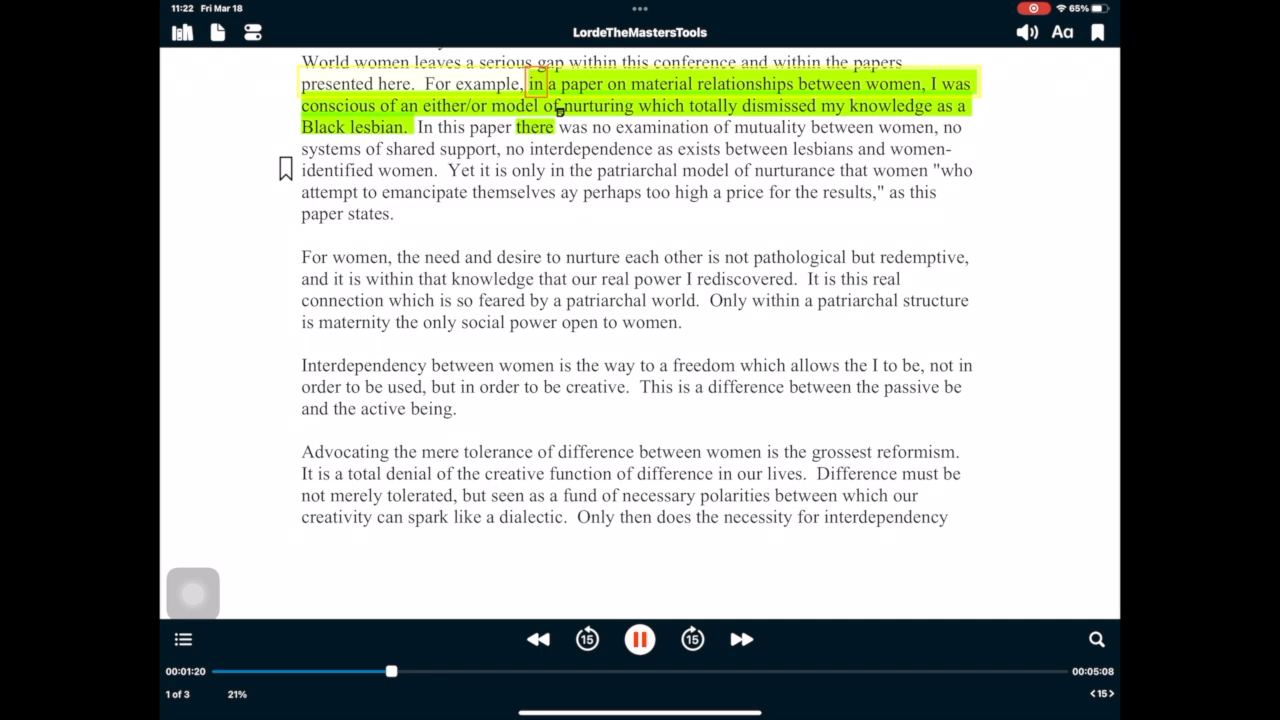 11:22 Fri Mar 18
65%
LordeTheMastersTools
Aa
World women leaves a serious gap within this conference and within the papers
presented here. For example, in a paper on material relationships between women, I was
conscious of an either/or model of nurturing which totally dismissed my knowledge as a
Black lesbian. In this paper there was no examination of mutuality between women, no
systems of shared support, no interdependence as exists between lesbians and women-
identified women. Yet it is only in the patriarchal model of nurturance that women "who
attempt to emancipate themselves ay perhaps too high a price for the results," as this
paper states.
For women, the need and desire to nurture each other is not pathological but redemptive,
and it is within that knowledge that our real power I rediscovered. It is this real
connection which is so feared by a patriarchal world. Only within a patriarchal structure
is maternity the only social power open to women.
Interdependency between women is the way to a freedom which allows the I to be, not in
order to be used, but in order to be creative. This is a difference between the passive be
and the active being.
Advocating the mere tolerance of difference between women is the grossest reformism.
It is a total denial of the creative function of difference in our lives. Difference must be
not merely tolerated, but seen as a fund of necessary polarities between which our
creativity can spark like a dialectic. Only then does the necessity for interdependency
15 15
00:01:20 00:05:08
1 of 3 21% <15>